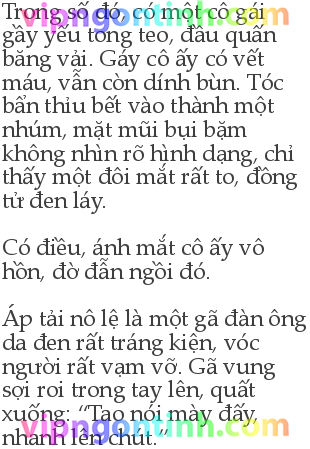 Trong số đó, có một cô gái
gầy yếu tong teo, đầu quấn
băng vải. Gáy cô ấy có vết
máu, vẫn còn dính bùn. Tóc
bẩn thỉu bết vào thành một
nhúm, mặt mũi bụi bặm
không nhìn rõ hình dạng, chỉ
thấy một đôi mắt rất to, đồng
tử đen láy.
Có điều, ánh mắt cô ấy vô
hồn, đờ đẫn ngồi đó.
Áp tải nô lệ là một gã đàn ông
da đen rất tráng kiện, vóc
người rất vạm vỡ. Gã vung
sợi roi trong tay lên, quất
xuống: “Tao nói mày đấy,
nhanh lên chút.”
vipngontinh.com
vipngontinh.com